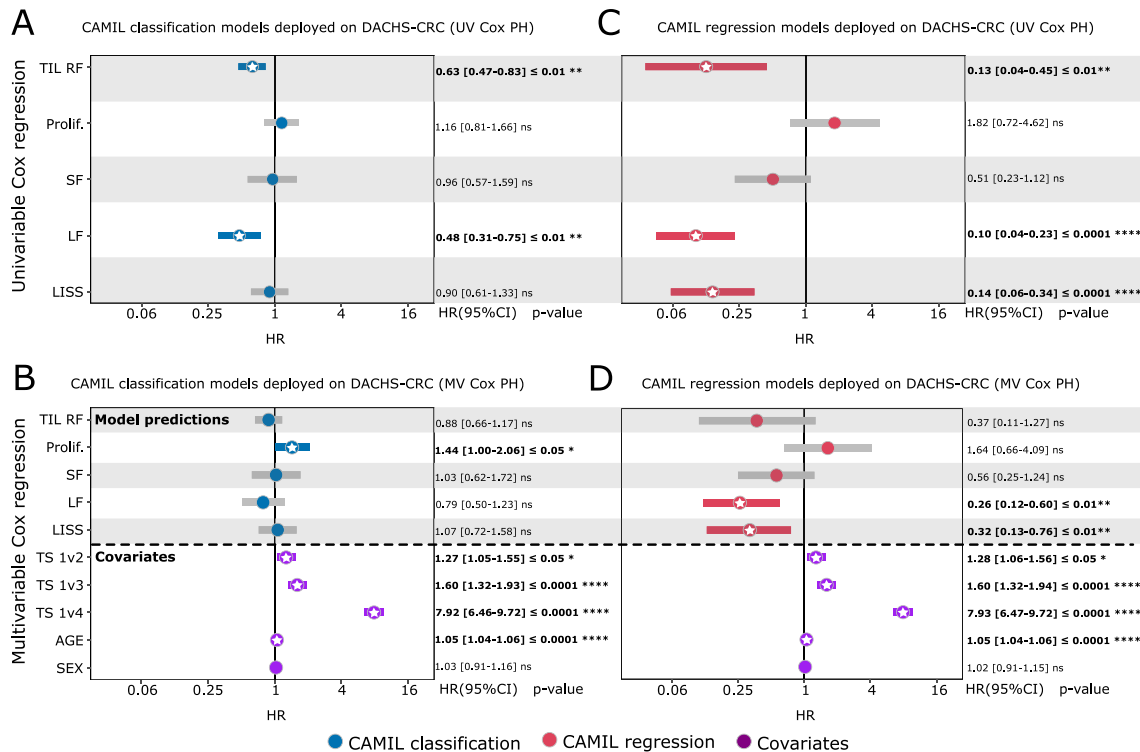 A
CAMIL classification models deployed on DACHS-CRC (UV Cox PH)
Univariable Cox regression
TIL RF
0.63 [0.47-0.83] ≤ 0.01 **
Prolif.
1.16 [0.81-1.66] ns
SF
0.96 [0.57-1.59] ns
LF
0.48 [0.31-0.75] ≤ 0.01 **
LISS
0.90 [0.61-1.33] ns
0.06 0.25 1 4 16
HR(95%CI) p-value
HR
C
CAMIL regression models deployed on DACHS-CRC (UV Cox PH)
0.13 [0.04-0.45] ≤ 0.01**
1.82 [0.72-4.62] ns
0.51 [0.23-1.12] ns
0.10 [0.04-0.23] ≤ 0.0001 ****
0.14 [0.06-0.34] ≤ 0.0001 ****
0.06 0.25 1 4 16
HR(95%CI) p-value
HR
B
CAMIL classification models deployed on DACHS-CRC (MV Cox PH)
Multivariable Cox regression
TIL RF
Model predictions
0.88 [0.66-1.17] ns
Prolif.
1.44 [1.00-2.06] ≤ 0.05 *
SF
1.03 [0.62-1.72] ns
LF
0.79 [0.50-1.23] ns
LISS
1.07 [0.72-1.58] ns
TS 1v2
Covariates
1.27 [1.05-1.55] ≤ 0.05 *
TS 1v3
1.60 [1.32-1.93] ≤ 0.0001 ****
TS 1v4
7.92 [6.46-9.72] ≤ 0.0001 ****
AGE
1.05 [1.04-1.06] ≤ 0.0001 ****
SEX
1.03 [0.91-1.16] ns
0.06 0.25 1 4 16
HR(95%CI) p-value
HR
D
CAMIL regression models deployed on DACHS-CRC (MV Cox PH)
0.37 [0.11-1.27] ns
1.64 [0.66-4.09] ns
0.56 [0.25-1.24] ns
0.26 [0.12-0.60] ≤ 0.01**
0.32 [0.13-0.76] ≤ 0.01**
1.28 [1.06-1.56] ≤ 0.05 *
1.60 [1.32-1.94] ≤ 0.0001 ****
7.93 [6.47-9.72] ≤ 0.0001 ****
1.05 [1.04-1.06] ≤ 0.0001 ****
1.02 [0.91-1.15] ns
0.06 0.25 1 4 16
HR(95%CI) p-value
HR
CAMIL classification CAMIL regression Covariates